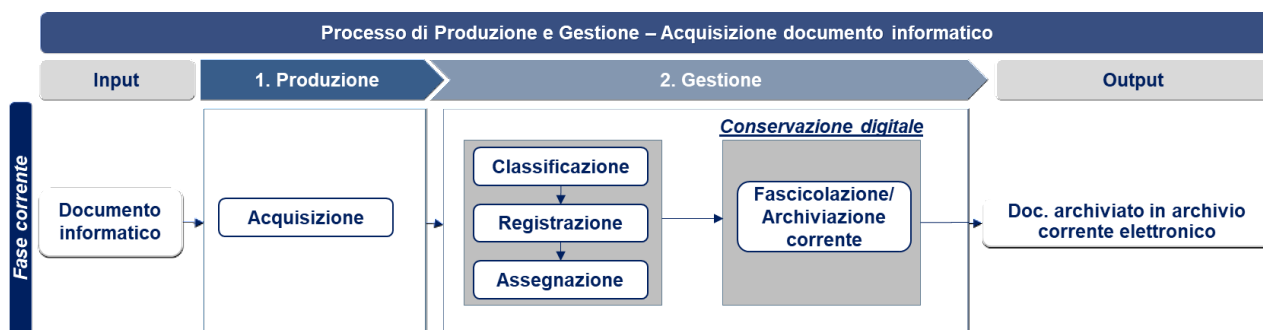 Processo di Produzione e Gestione – Acquisizione documento informatico
Input
1. Produzione
2. Gestione
Output
Fase corrente
Documento
informatico
Acquisizione
Classificazione
Registrazione
Assegnazione
Conservazione digitale
Fascicolazione/
Archiviazione
corrente
Doc. archiviato in archivio
corrente elettronico